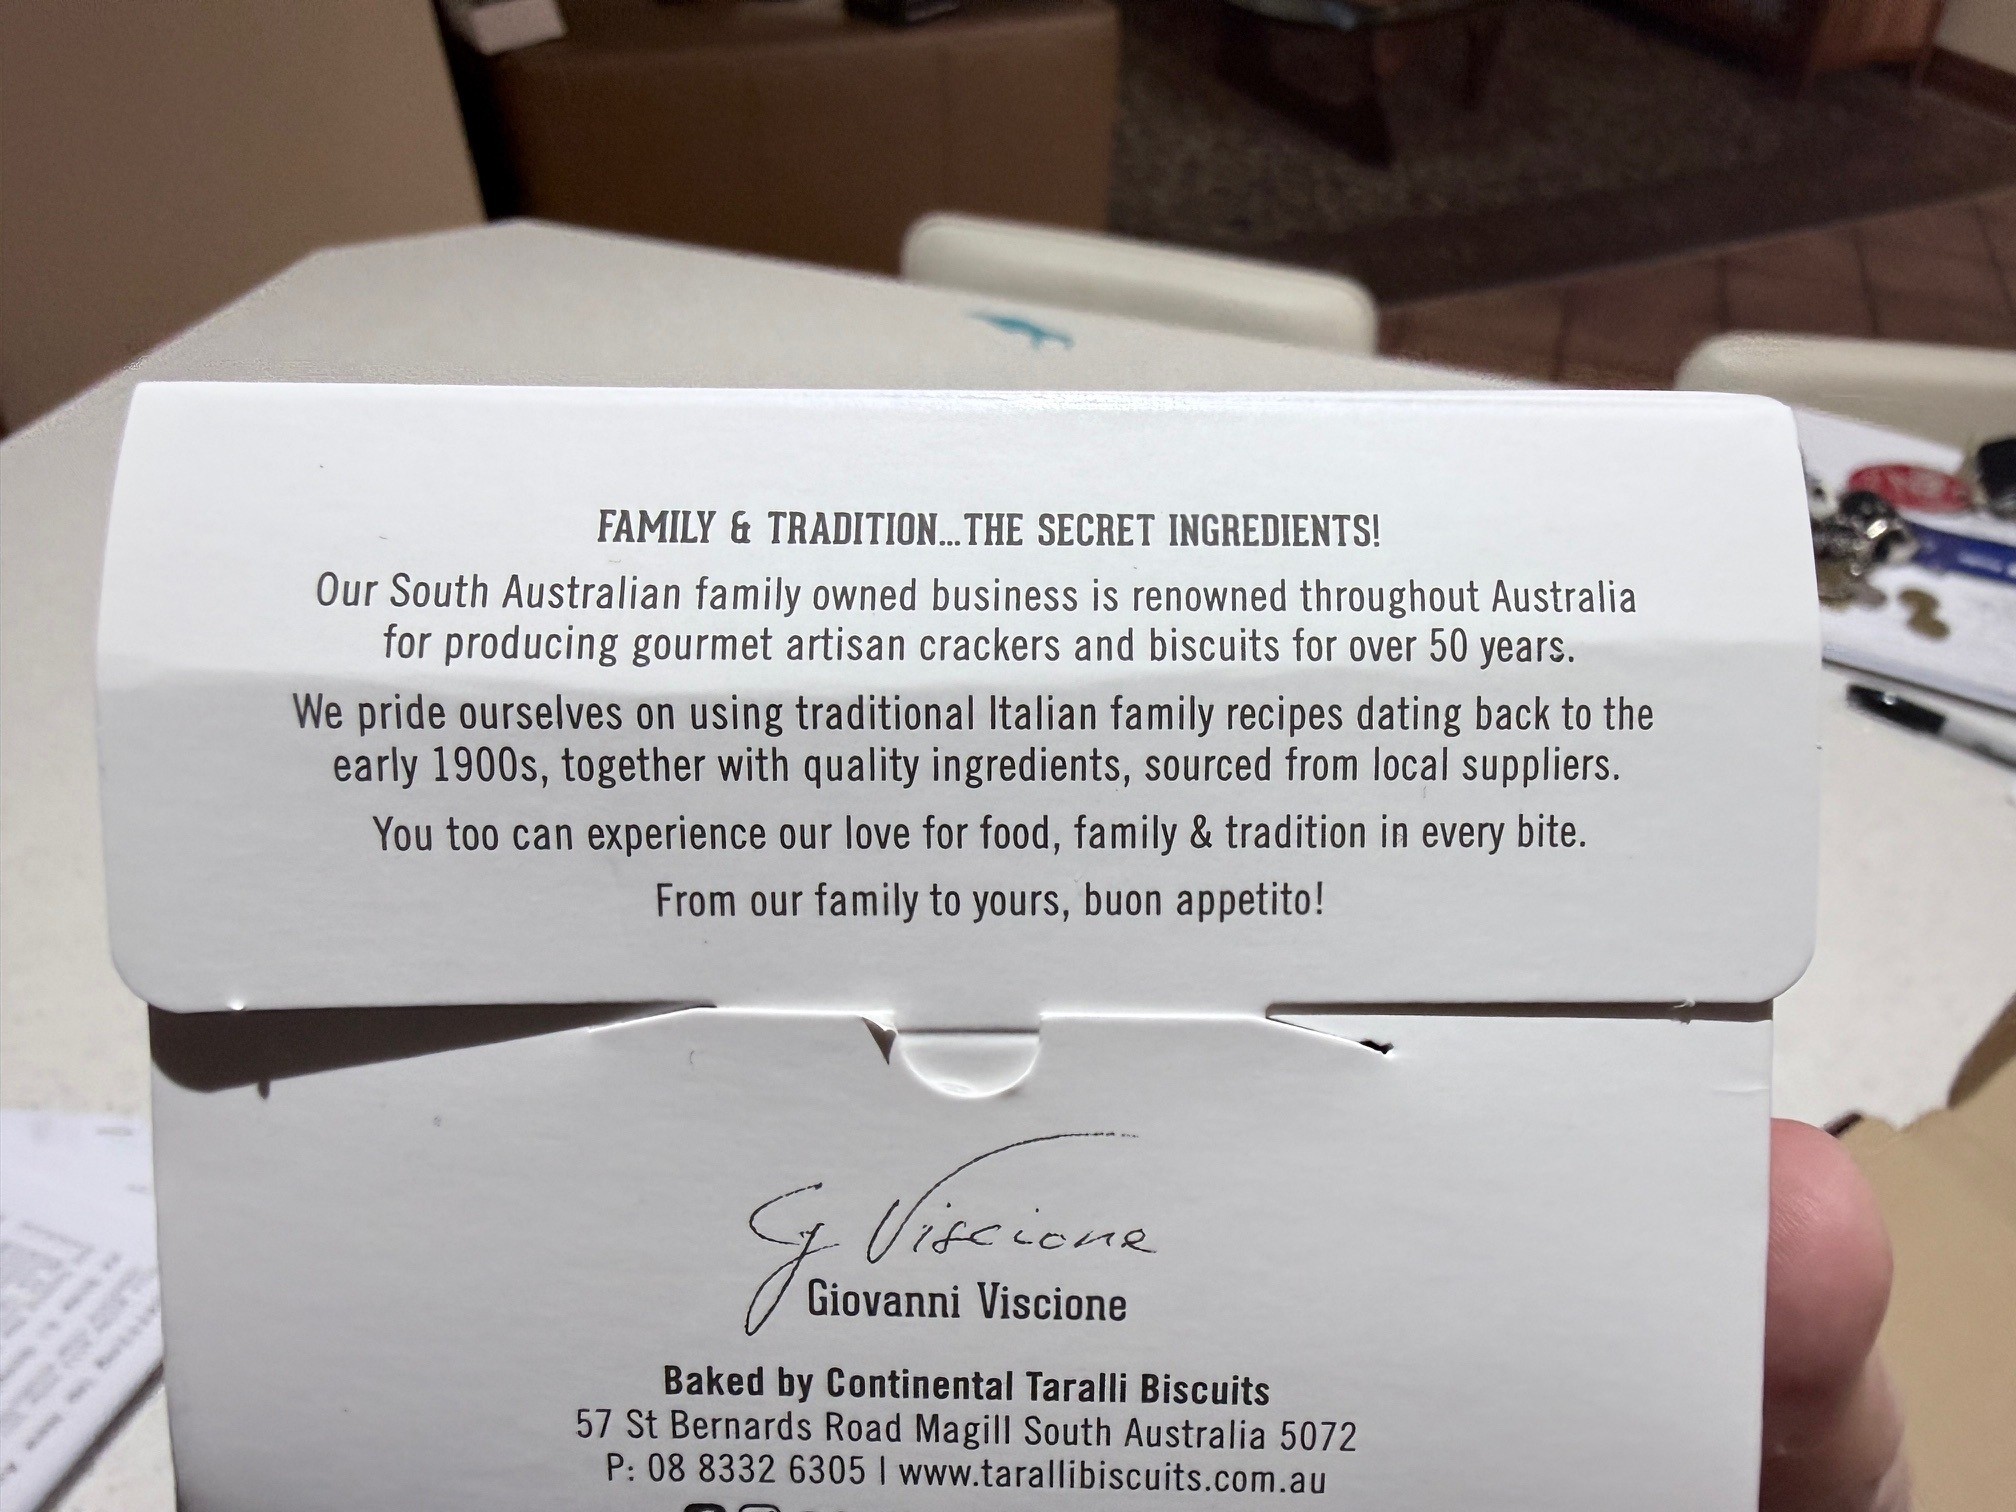 FAMILY & TRADITION...THE SECRET INGREDIENTS!
Our South Australian family owned business is renowned throughout Australia
for producing gourmet artisan crackers and biscuits for over 50 years.
We pride ourselves on using traditional Italian family recipes dating back to the
early 1900s, together with quality ingredients, sourced from local suppliers.
You too can experience our love for food, family & tradition in every bite.
From our family to yours, buon appetito!
G Viscione
Giovanni Viscione
Baked by Continental Taralli Biscuits
57 St Bernards Road Magill South Australia 5072
P: 08 8332 6305 | www.tarallibiscuits.com.au